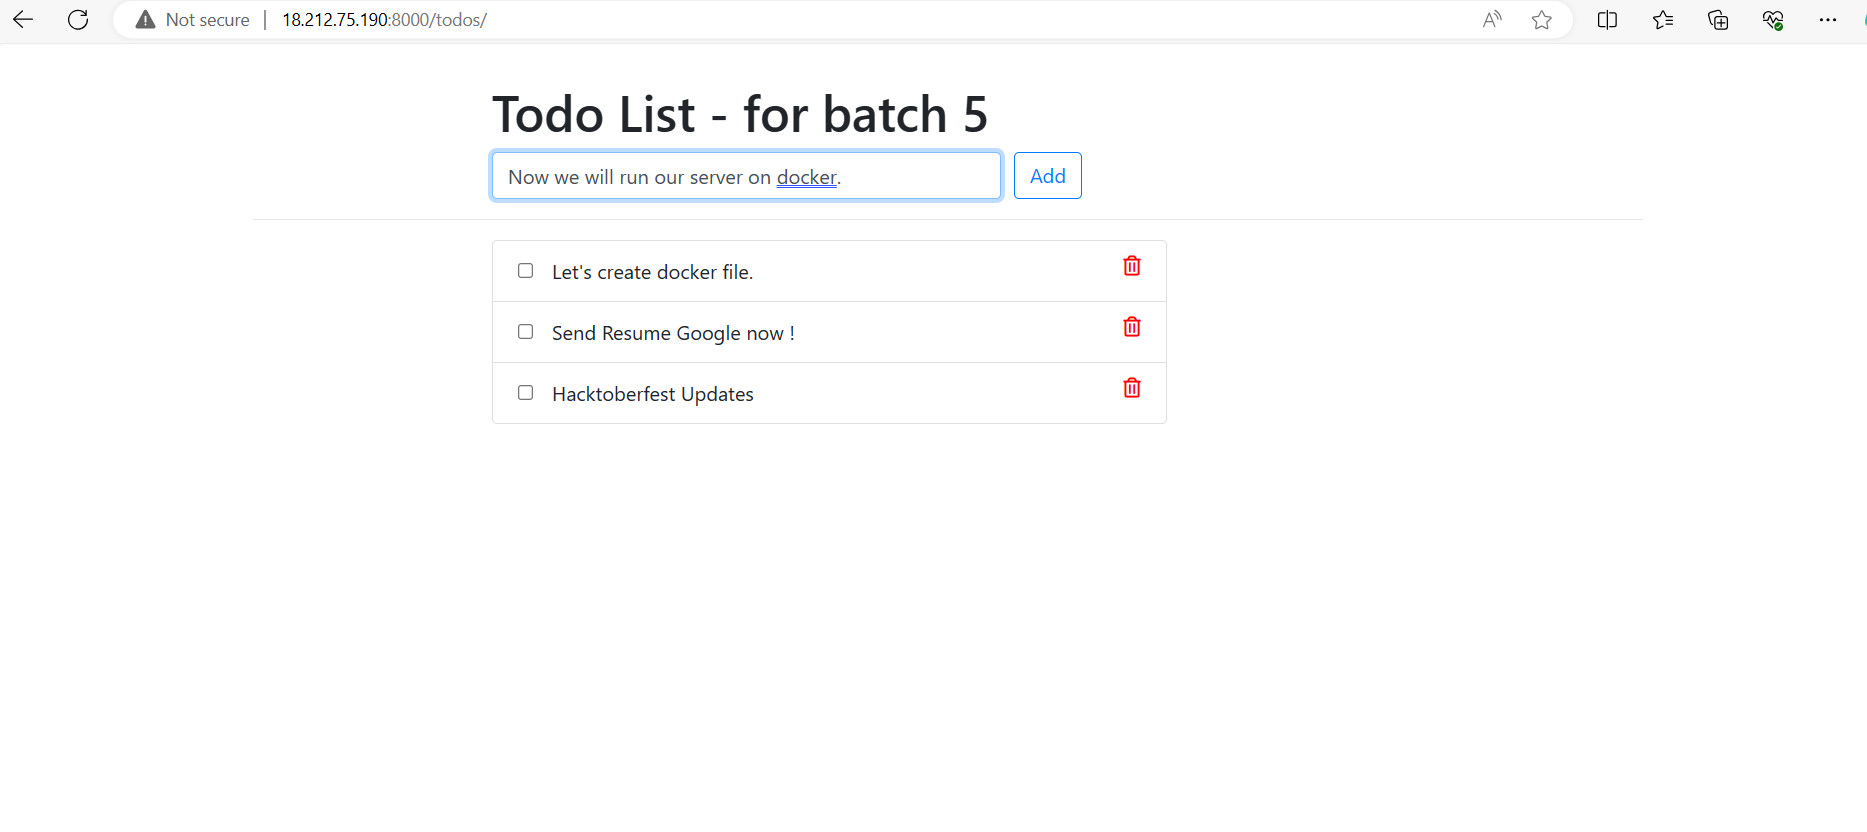 Not secure | 18.212.75.190:8000/todos/
Todo List - for batch 5
Now we will run our server on docker.
Add
Let's create docker file.
Send Resume Google now !
Hacktoberfest Updates